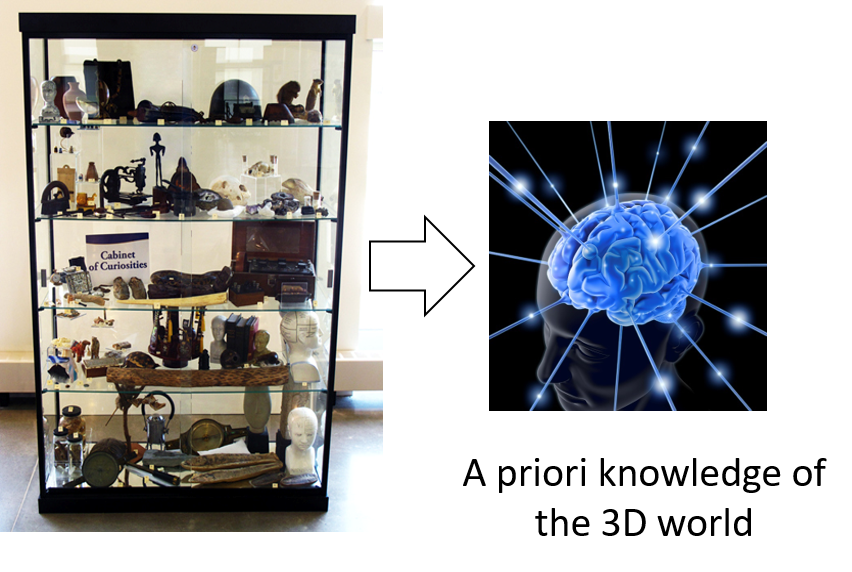 Cabinet
of Curiosities
A priori knowledge of
the 3D world